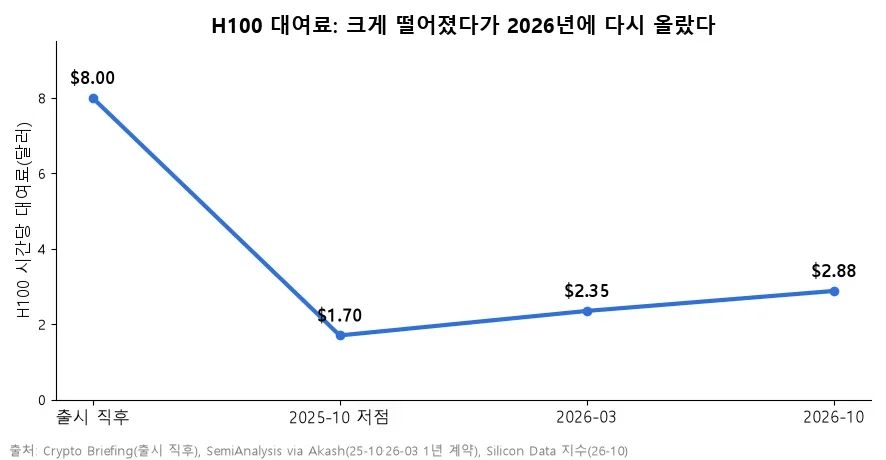 H100 대여료: 크게 떨어졌다가 2026년에 다시 올랐다
H100 시간당 대여료(달러)
8
6
4
2
0
$8.00
$1.70
$2.35
$2.88
출시 직후
2025-10 저점
2026-03
2026-10
출처: Crypto Briefing(출시 직후), SemiAnalysis via Akash(25-10·26-03 1년 계약), Silicon Data 지수(26-10)